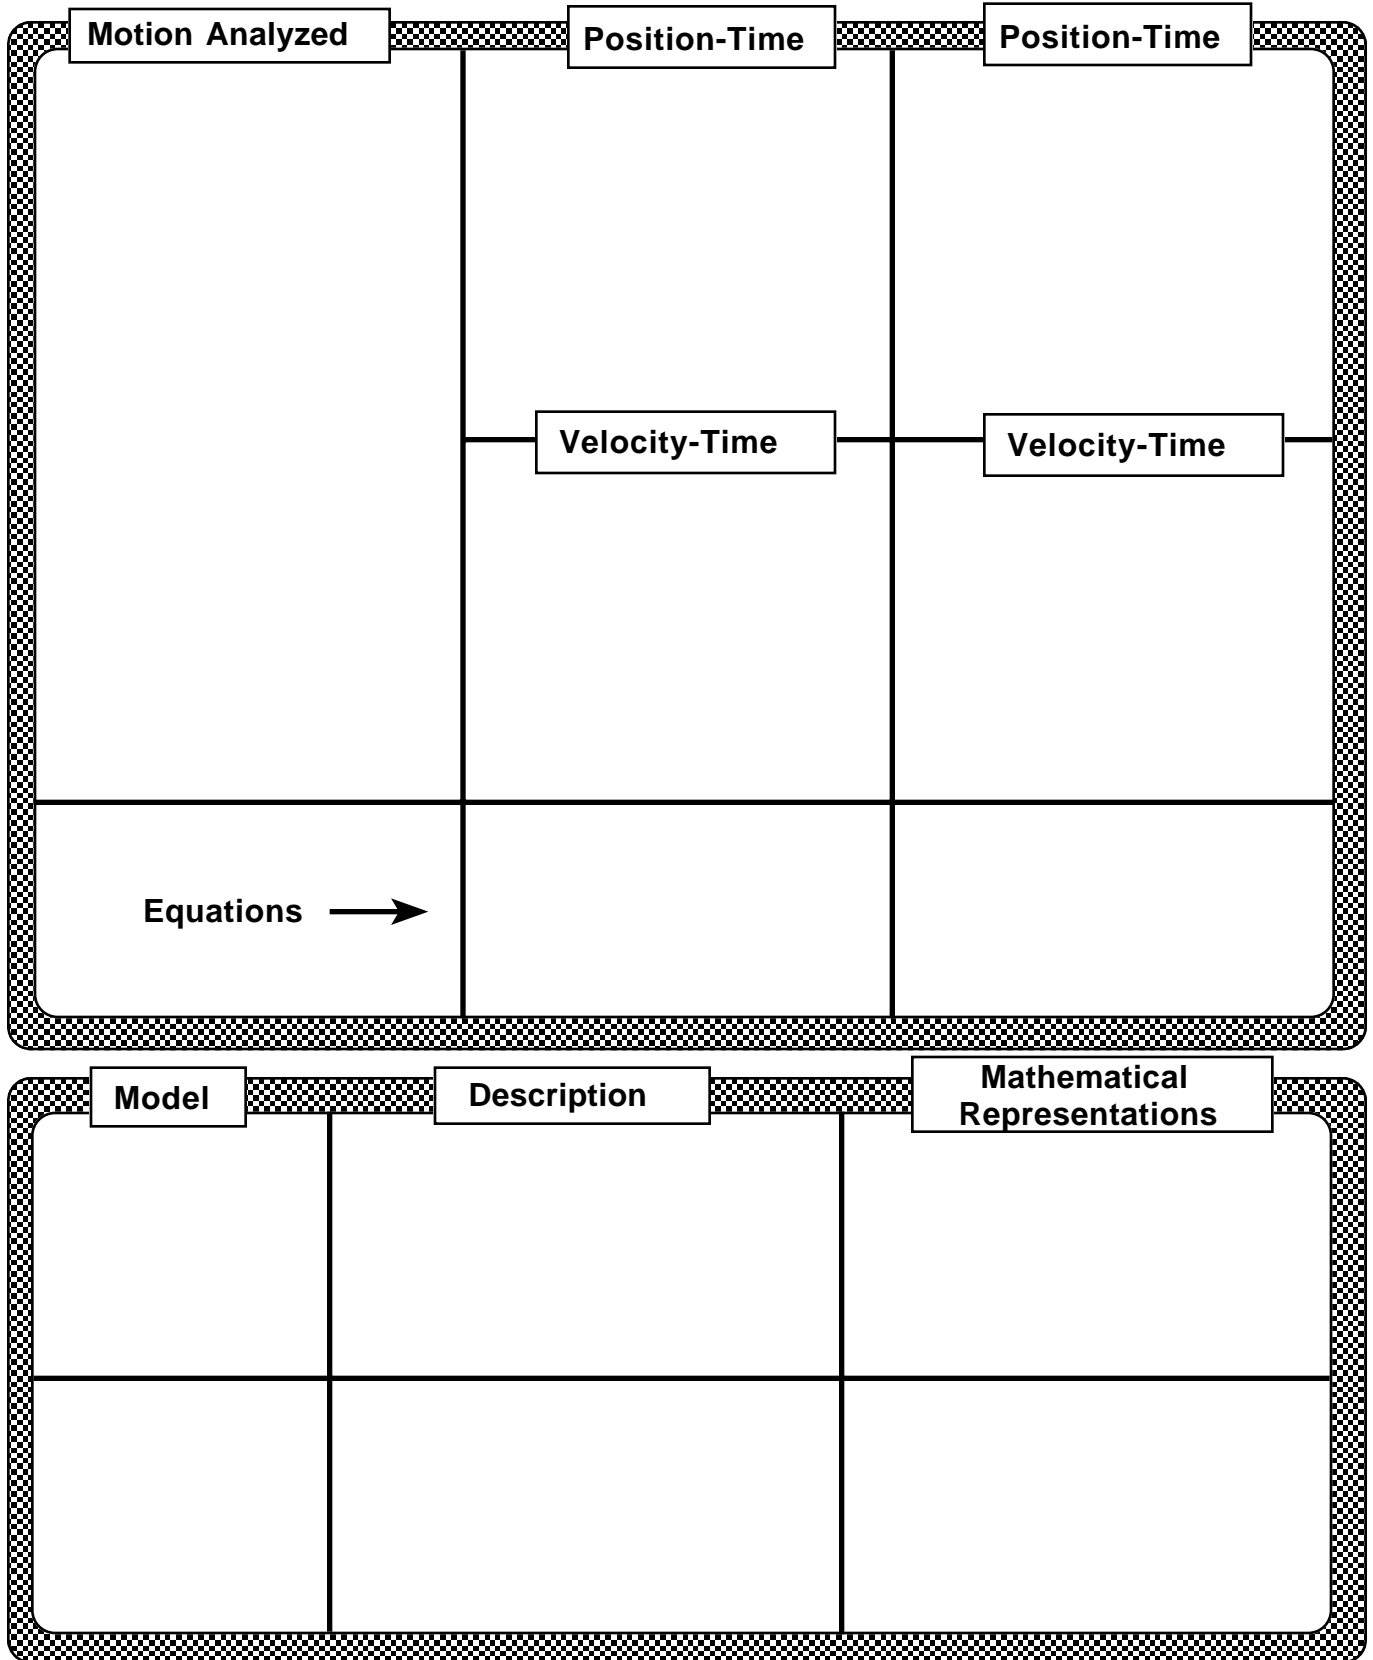 Motion Analyzed
Position-Time
Position-Time
Velocity-Time
Velocity-Time
Equations
Model
Description
Mathematical
Representations